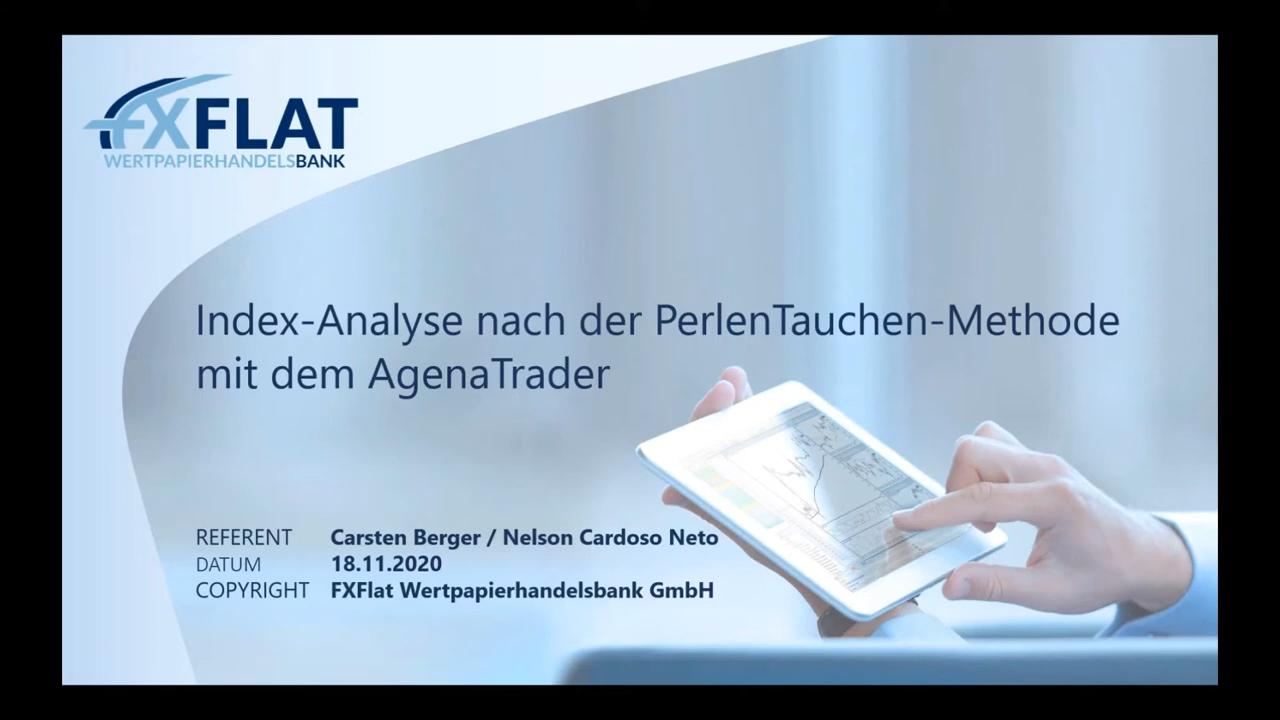 FXFLAT
WERTPAPIERHANDELSBANK
Index-Analyse nach der PerlenTauchen-Methode
mit dem AgenaTrader
REFERENT Carsten Berger / Nelson Cardoso Neto
DATUM 18.11.2020
COPYRIGHT FXFlat Wertpapierhandelsbank GmbH